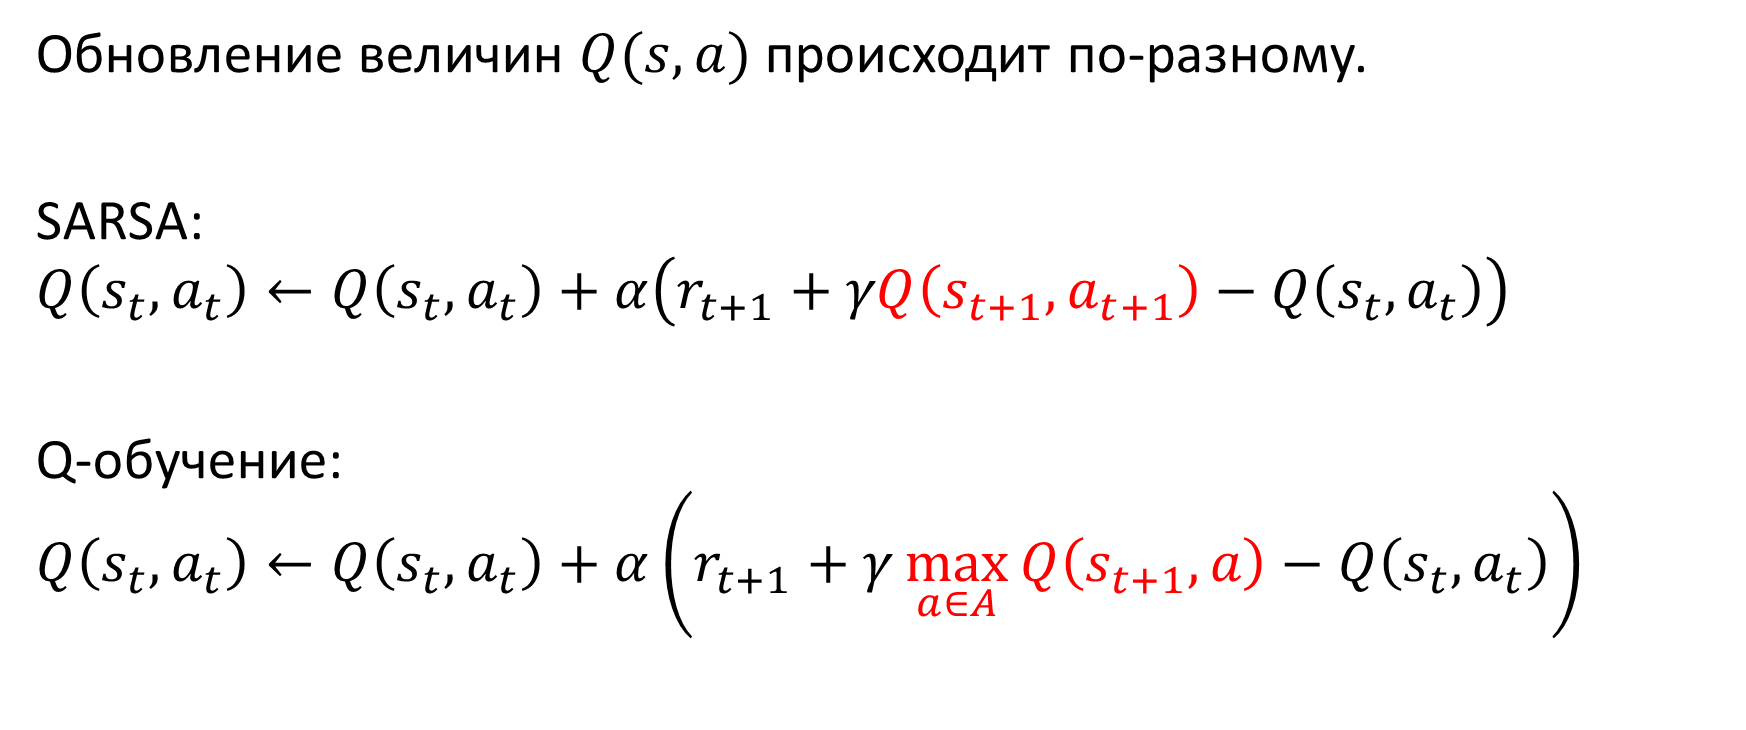 Обновление величин Q(s, a) происходит по-разному.
SARSA:
Q(s_t, a_t) ← Q(s_t, a_t) + α(r_{t+1} + γQ(s_{t+1}, a_{t+1}) − Q(s_t, a_t))
Q-обучение:
Q(s_t, a_t) ← Q(s_t, a_t) + α(r_{t+1} + γ max_{a∈A} Q(s_{t+1}, a) − Q(s_t, a_t))